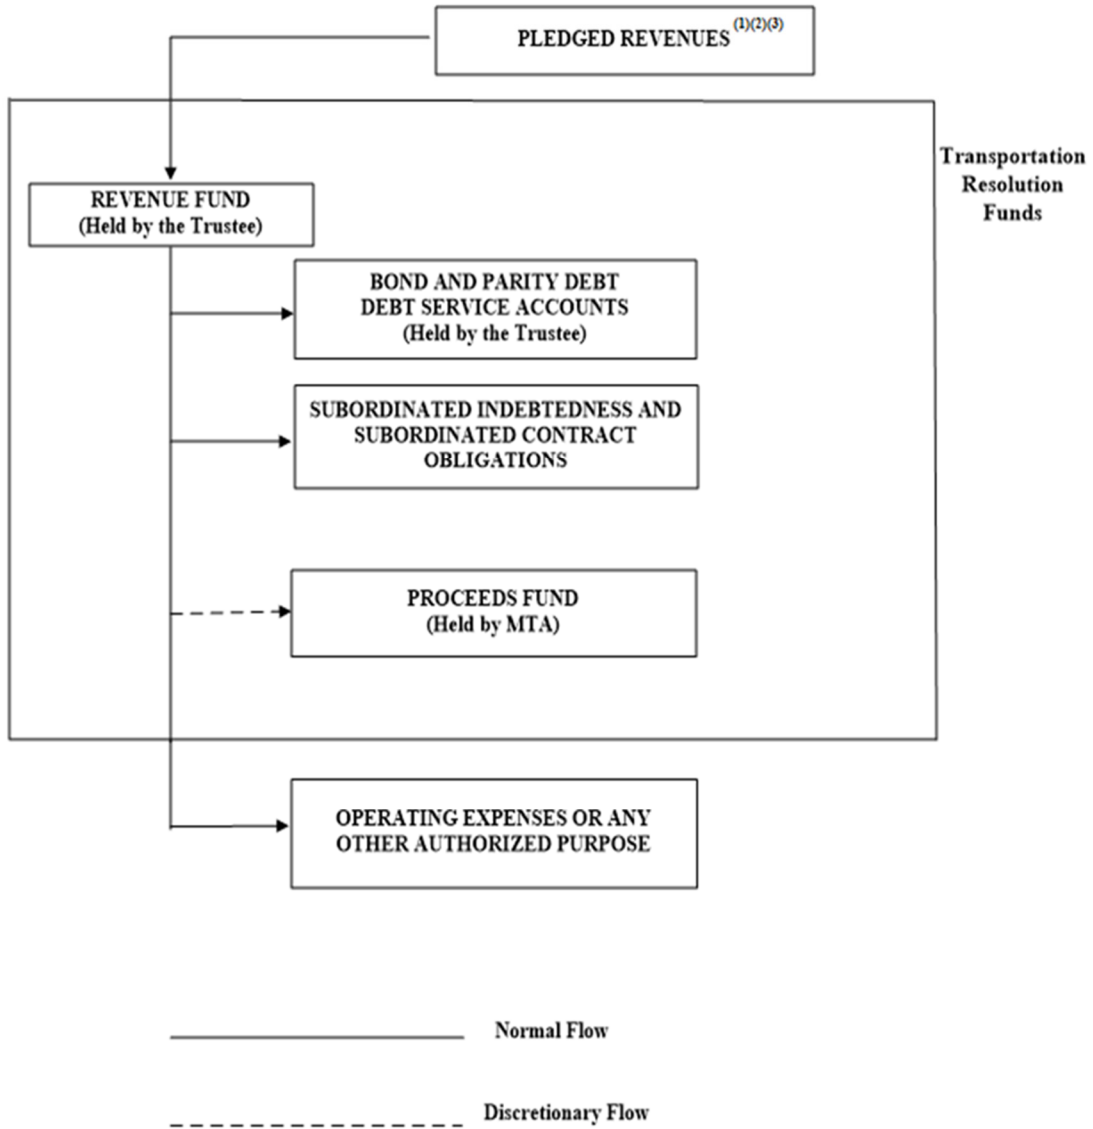 PLEDGED REVENUES (1)(2)(3)
Transportation
Resolution
Funds
REVENUE FUND
(Held by the Trustee)
BOND AND PARITY DEBT
DEBT SERVICE ACCOUNTS
(Held by the Trustee)
SUBORDINATED INDEBTEDNESS AND
SUBORDINATED CONTRACT
OBLIGATIONS
PROCEEDS FUND
(Held by MTA)
OPERATING EXPENSES OR ANY
OTHER AUTHORIZED PURPOSE
Normal Flow
Discretionary Flow